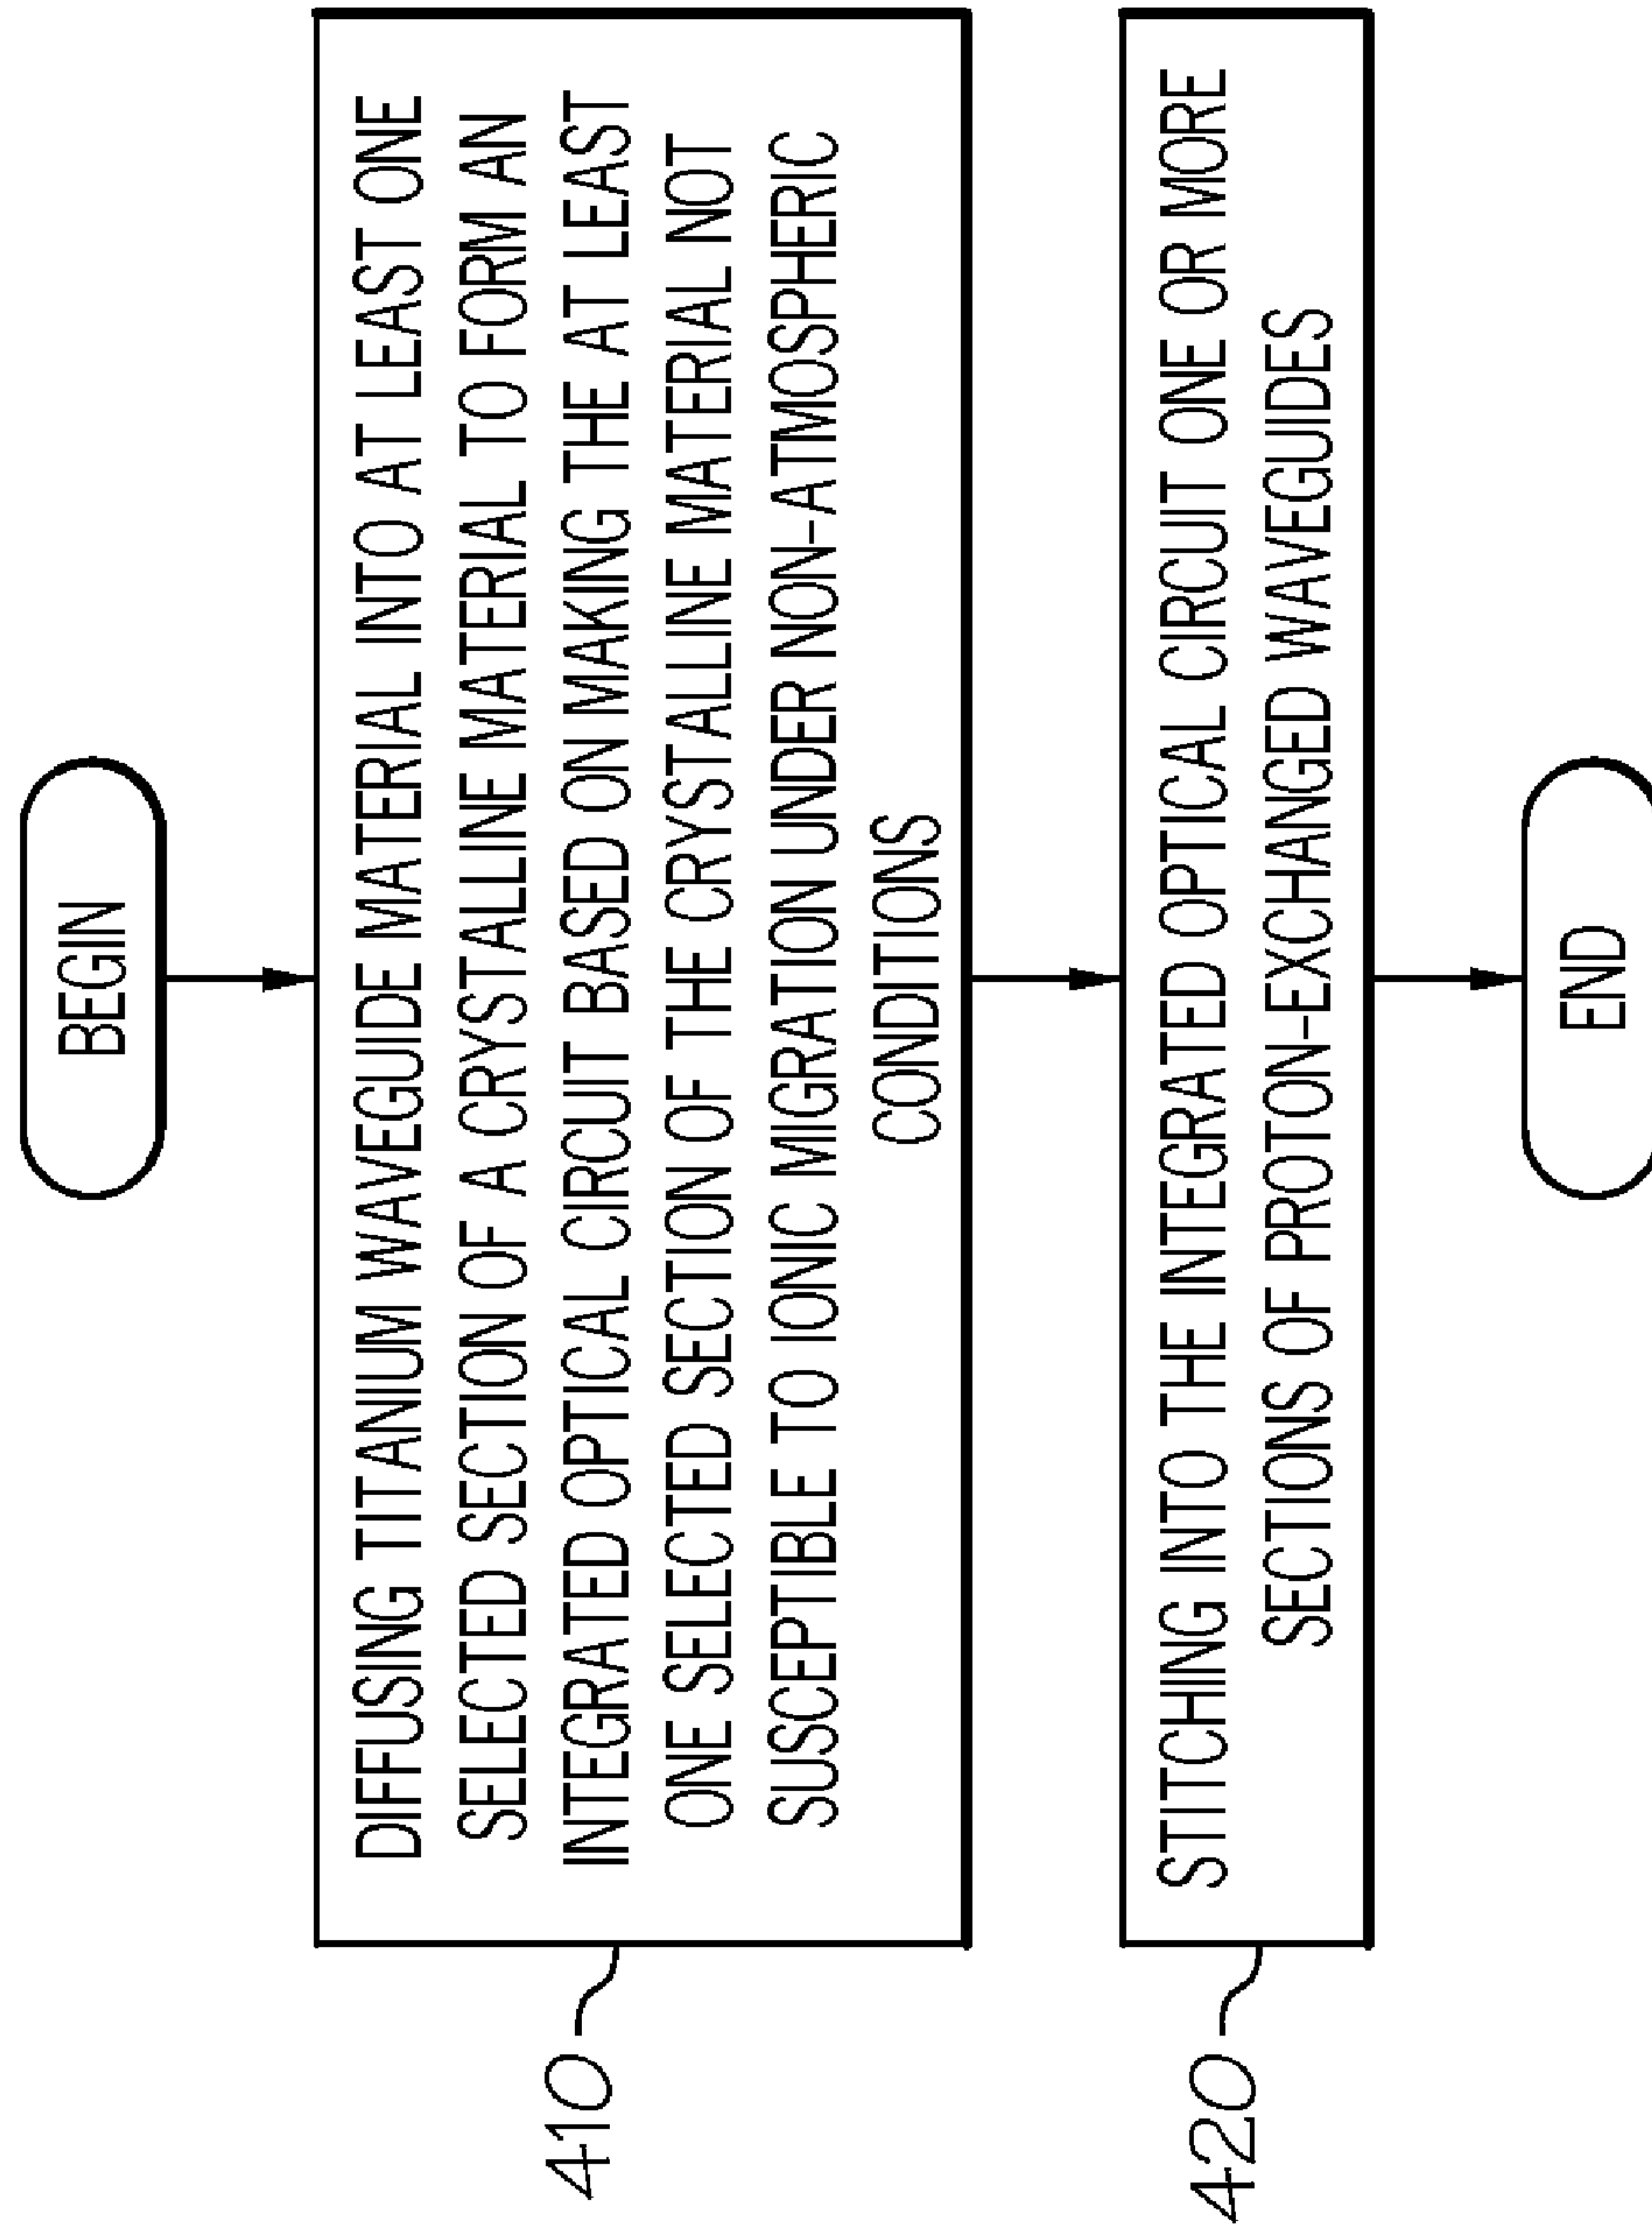 BEGIN
DIFFUSING TITANIUM WAVEGUIDE MATERIAL INTO AT LEAST ONE
SELECTED SECTION OF A CRYSTALLINE MATERIAL TO FORM AN
INTEGRATED OPTICAL CIRCUIT BASED ON MAKING THE AT LEAST
ONE SELECTED SECTION OF THE CRYSTALLINE MATERIAL NOT
SUSCEPTIBLE TO IONIC MIGRATION UNDER NON-ATMOSPHERIC
CONDITIONS
410
STITCHING INTO THE INTEGRATED OPTICAL CIRCUIT ONE OR MORE
SECTIONS OF PROTON-EXCHANGED WAVEGUIDES
420
END